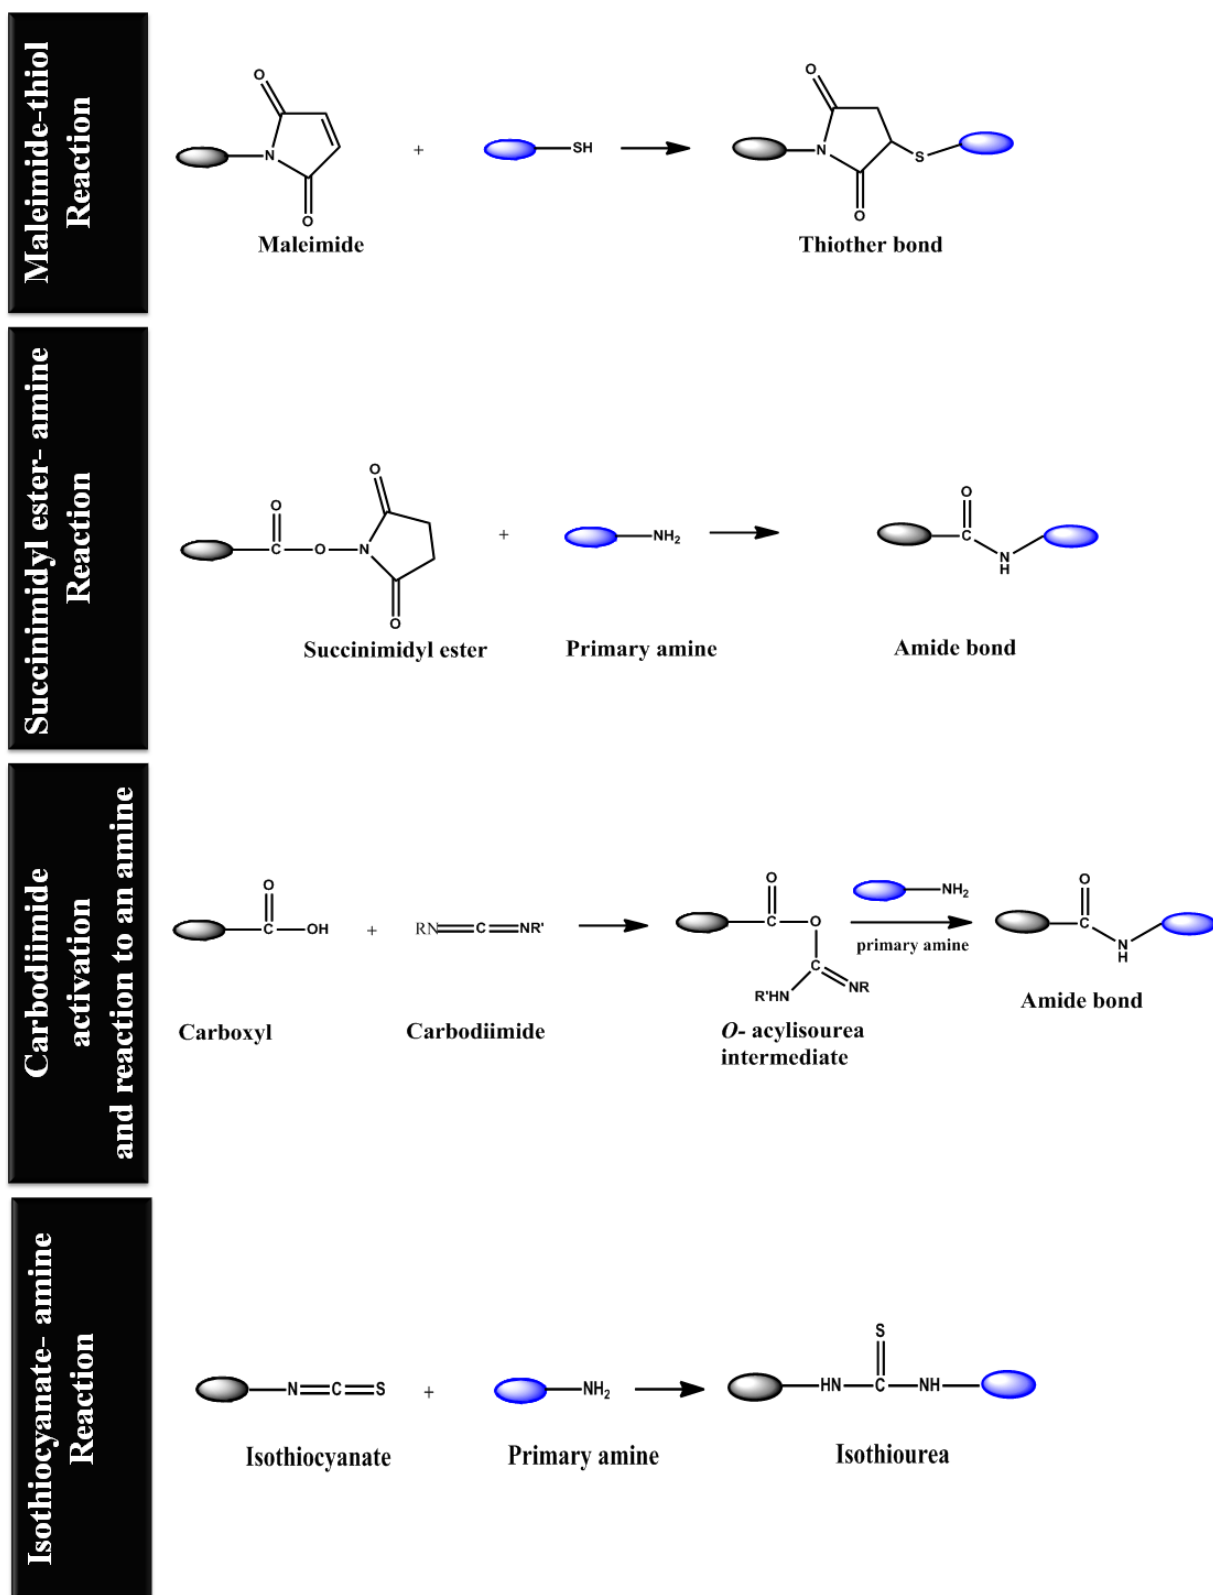 Maleimide-thiol
Reaction
O
N
O
+
SH
O
N
O
S
Maleimide
Thiother bond
Succinimidyl ester- amine
Reaction
O
C
O
N
O
O
+
NH2
O
C
N
H
Succinimidyl ester
Primary amine
Amide bond
Carbodiimide
activation
and reaction to an amine
O
C
OH
+
RN
C
NR'
O
C
O
C
R'HN
NR
NH2
primary amine
O
C
N
H
Carboxyl
Carbodiimide
O- acylisourea
intermediate
Amide bond
Isothiocyanate- amine
Reaction
N
C
S
+
NH2
S
HN
C
NH
Isothiocyanate
Primary amine
Isothiourea